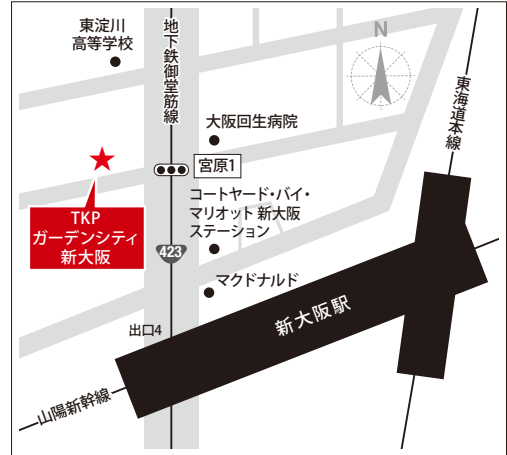 東淀川
高等学校
地下鉄御堂筋線
N
東海道本線
大阪回生病院
宮原1
TKP
ガーデンシティ
新大阪
コートヤード・バイ・
マリオット 新大阪
ステーション
423
マクドナルド
出口4
新大阪駅
山陽新幹線